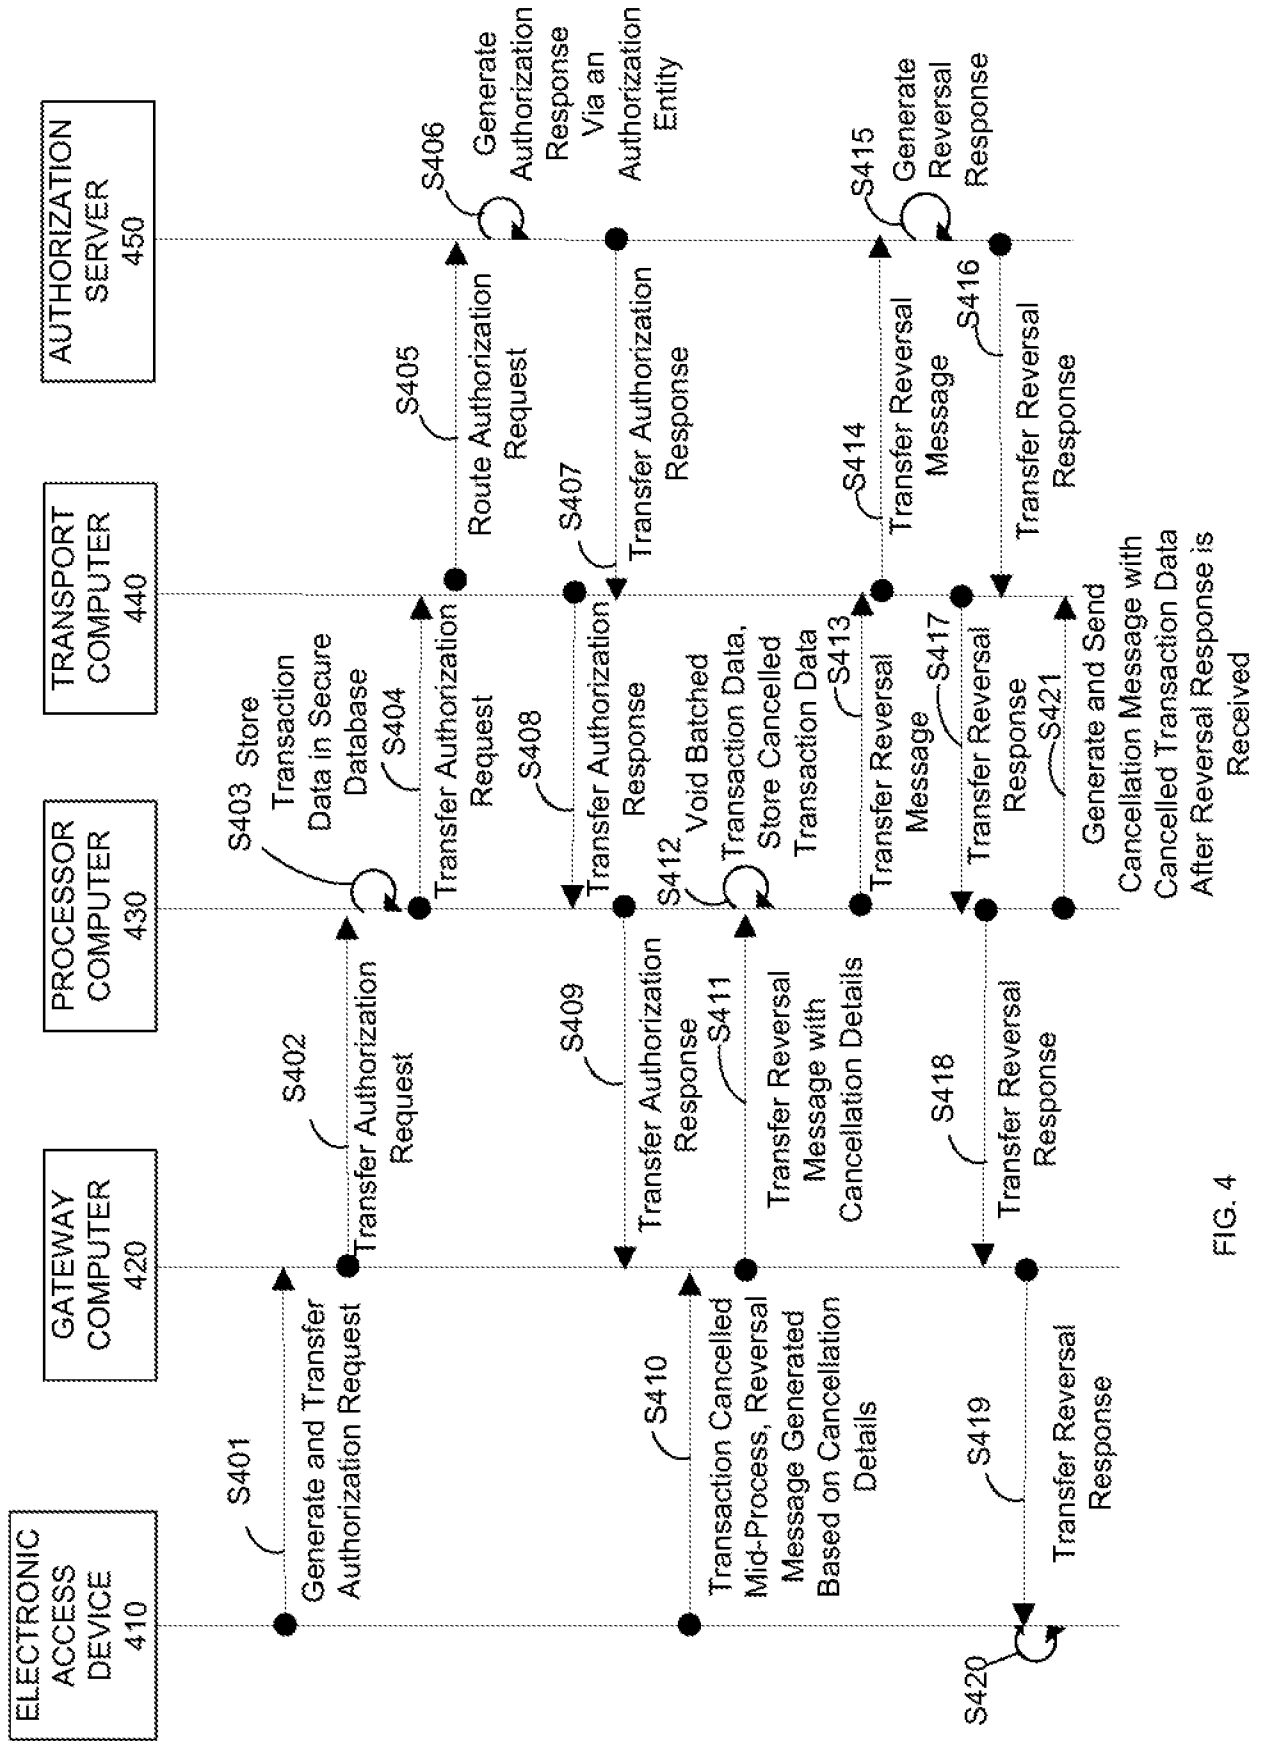 ELECTRONIC
ACCESS
DEVICE
410
GATEWAY
COMPUTER
420
PROCESSOR
COMPUTER
430
TRANSPORT
COMPUTER
440
AUTHORIZATION
SERVER
450
S401
Generate and Transfer
Authorization Request
S402
Transfer Authorization
Request
S403
Store
Transaction
Data in Secure
Database
S404
Transfer Authorization
Request
S405
Route Authorization
Request
S406
Generate
Authorization
Response
Via an
Authorization
Entity
S407
Transfer Authorization
Response
S408
Transfer Authorization
Response
S409
Transfer Authorization
Response
S410
Transaction Cancelled
Mid-Process, Reversal
Message Generated
Based on Cancellation
Details
S411
Transfer Reversal
Message with
Cancellation Details
S412
Void Batched
Transaction Data,
Store Cancelled
Transaction Data
S413
Transfer Reversal
Message
S414
Transfer Reversal
Message
S415
Generate
Reversal
Response
S416
Transfer Reversal
Response
S417
Transfer Reversal
Response
S418
Transfer Reversal
Response
S419
Transfer Reversal
Response
S420
S421
Generate and Send
Cancellation Message with
Cancelled Transaction Data
After Reversal Response is
Received
FIG. 4